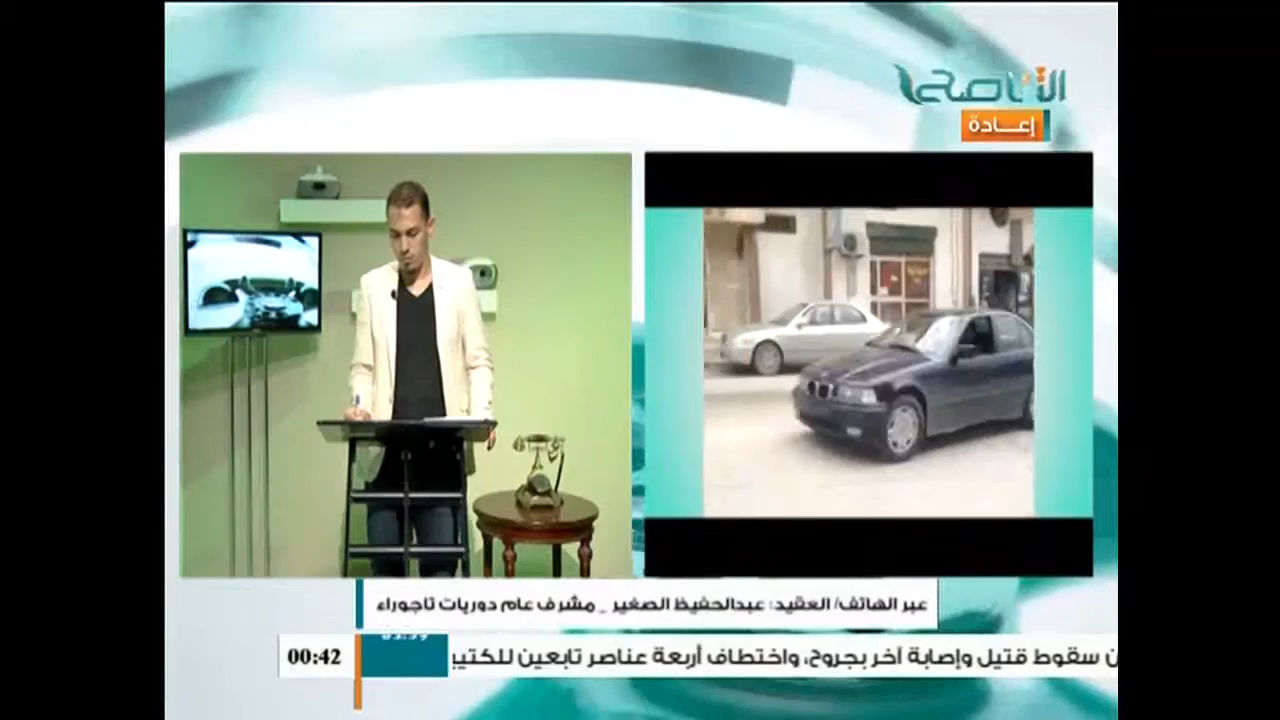 التناصح
إعادة
عبر الهاتف/ العقيد: عبدالحفيظ الصغير _ مشرف عام دوريات تاجوراء
ن سقوط قتيل وإصابة آخر بجروح، واختطاف أربعة عناصر تابعين للكتيب
00:42